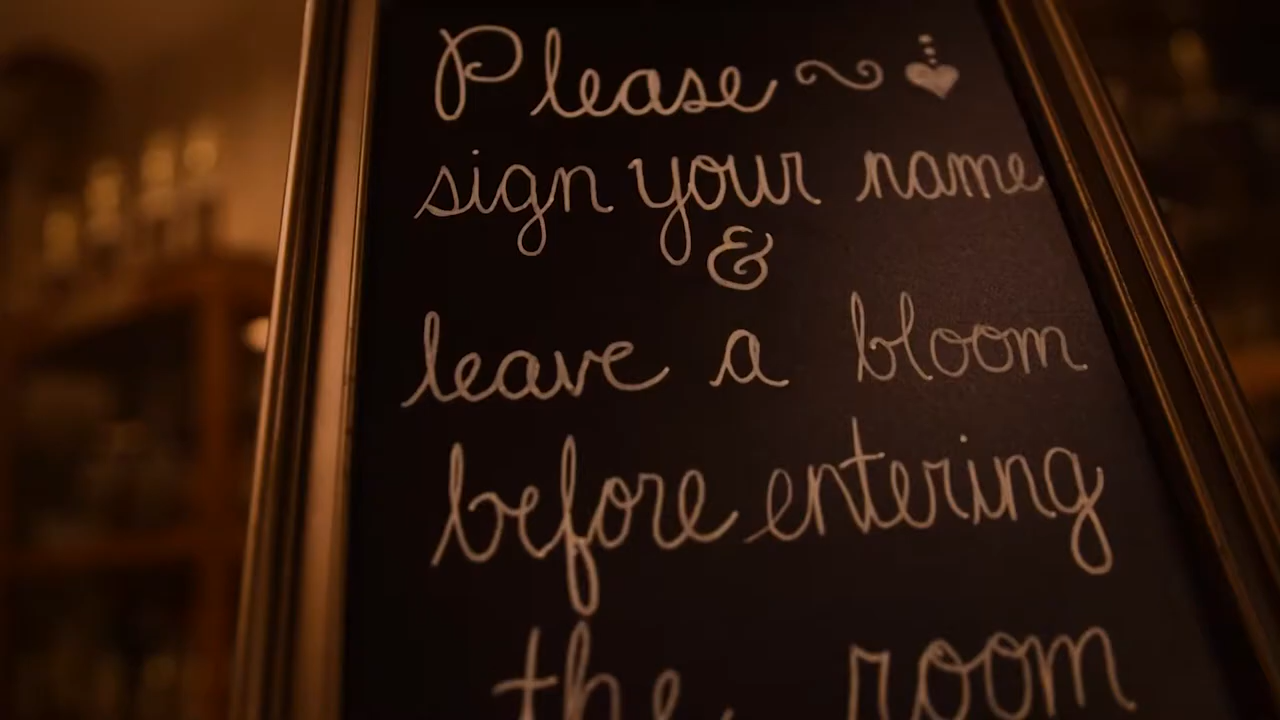 Please
sign your name
&
leave a bloom
before entering
the room